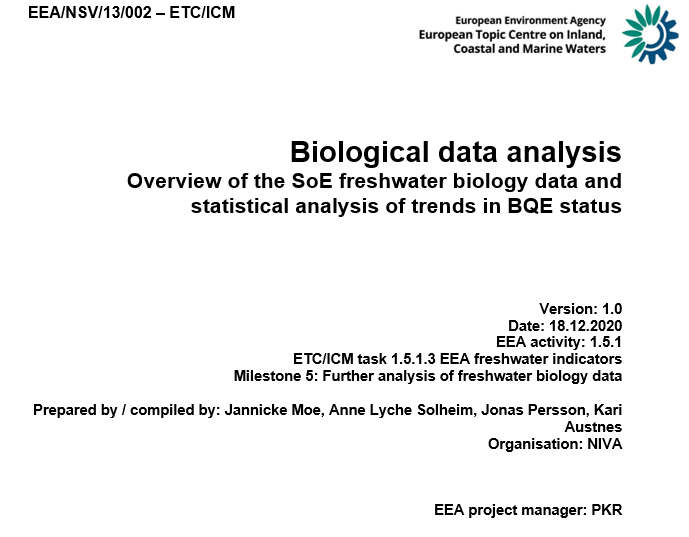 EEA/NSV/13/002 – ETC/ICM
European Environment Agency
European Topic Centre on Inland,
Coastal and Marine Waters
Biological data analysis
Overview of the SoE freshwater biology data and
statistical analysis of trends in BQE status
Version: 1.0
Date: 18.12.2020
EEA activity: 1.5.1
ETC/ICM task 1.5.1.3 EEA freshwater indicators
Milestone 5: Further analysis of freshwater biology data
Prepared by / compiled by: Jannicke Moe, Anne Lyche Solheim, Jonas Persson, Kari
Austnes
Organisation: NIVA
EEA project manager: PKR